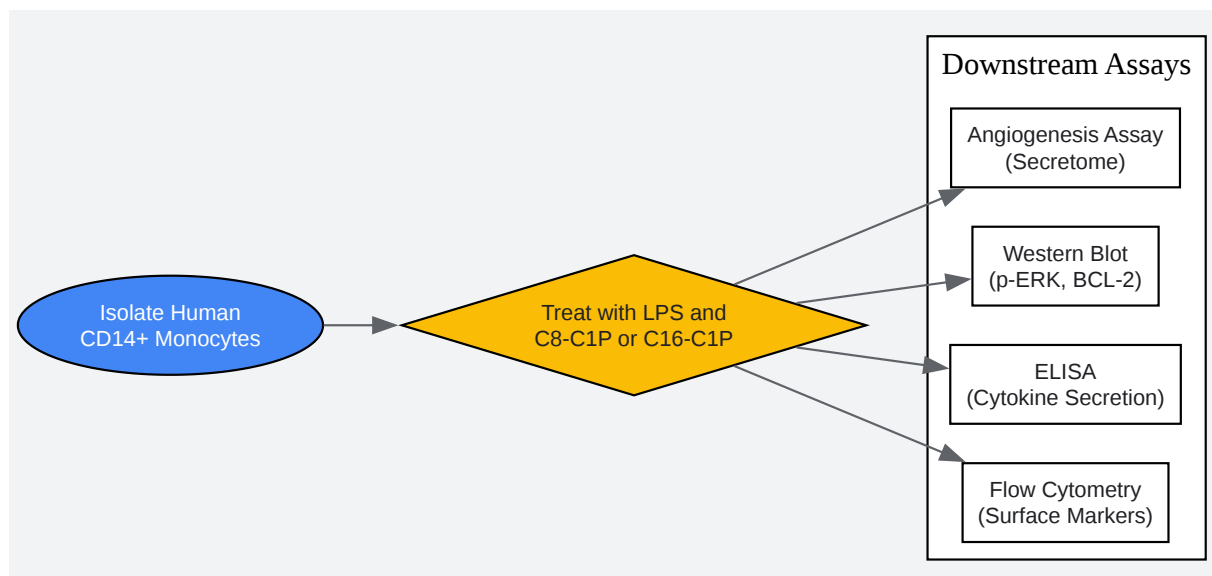 Isolate Human
CD14+ Monocytes
Treat with LPS and
C8-C1P or C16-C1P
Downstream Assays
Angiogenesis Assay
(Secretome)
Western Blot
(p-ERK, BCL-2)
ELISA
(Cytokine Secretion)
Flow Cytometry
(Surface Markers)